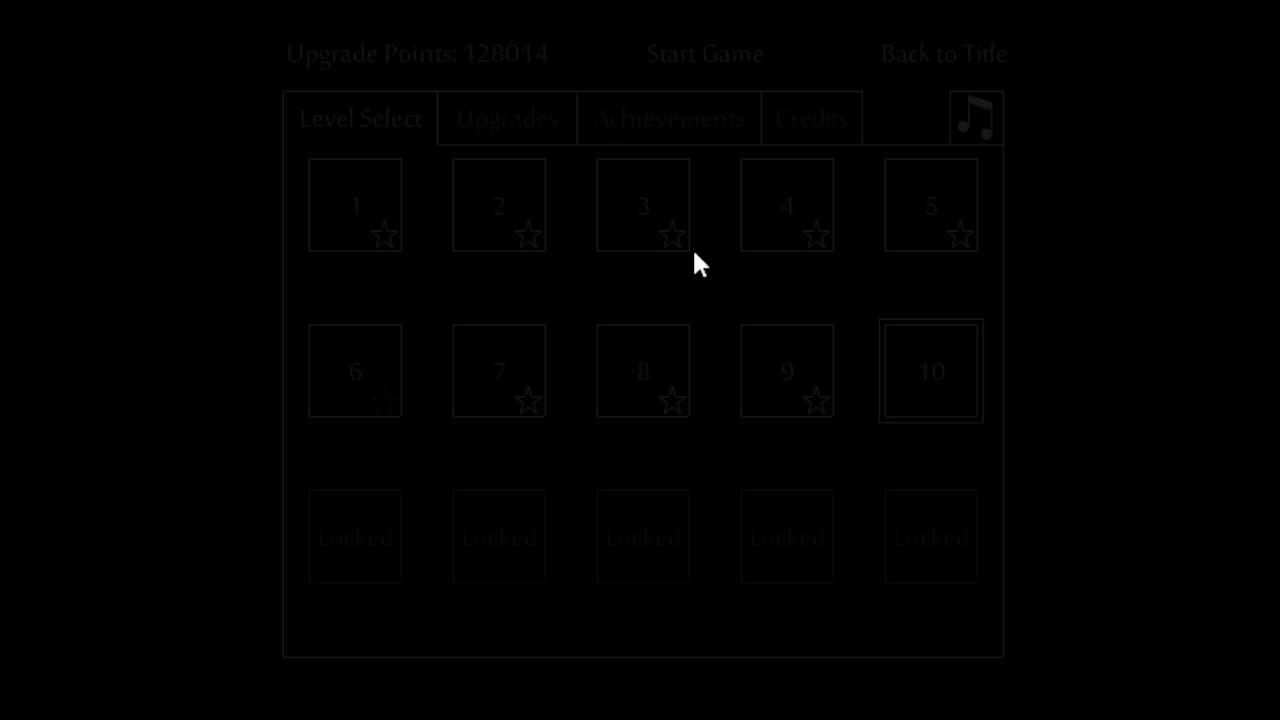 Upgrade Points: 128014 Start Game Back to Title
Level Select Upgrades Achievements Credits
1 2 3 4 5
6 7 8 9 10
Locked Locked Locked Locked Locked